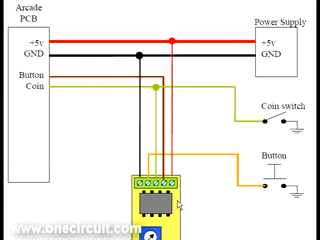 Arcade
PCB
Power Supply
+5v
+5v
GND
GND
Button
Coin
Coin switch
Button
www.onecircuit.com